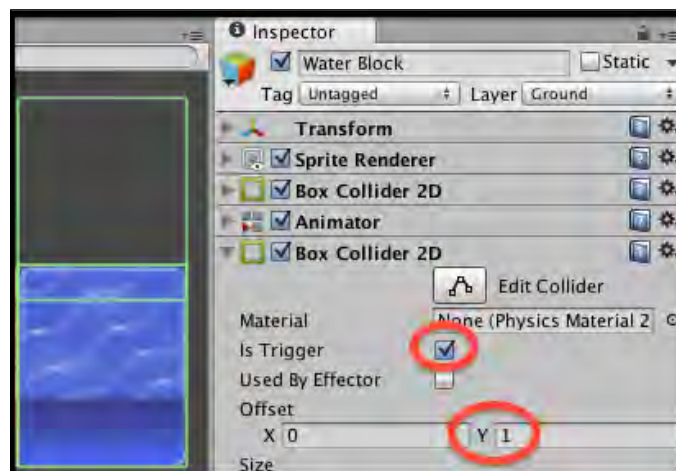 Inspector
Water Block
Static
Tag Untagged Layer Ground
Transform
Sprite Renderer
Box Collider 2D
Animator
Box Collider 2D
Edit Collider
Material None (Physics Material 2
Is Trigger
Used By Effector
Offset
X 0 Y 1
Size